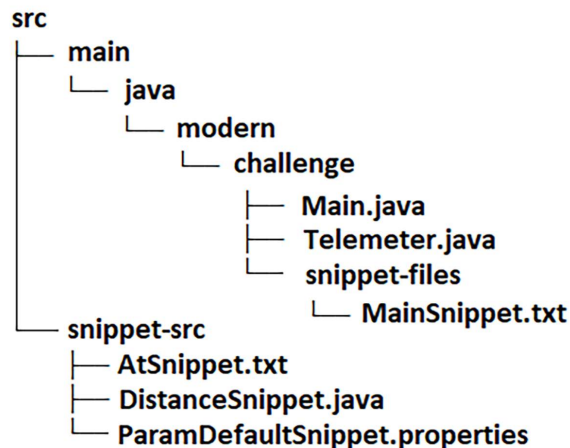 src
main
java
modern
challenge
Main.java
Telemeter.java
snippet-files
MainSnippet.txt
snippet-src
AtSnippet.txt
DistanceSnippet.java
ParamDefaultSnippet.properties